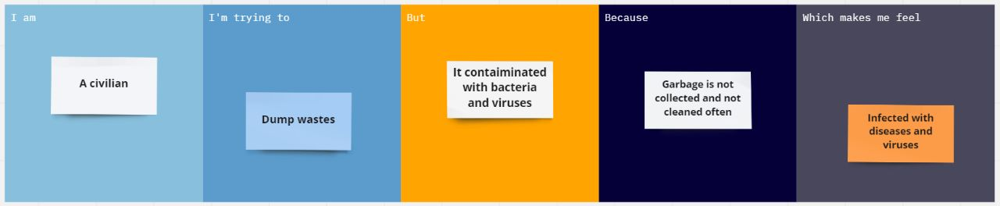 I am
A civilian
I'm trying to
Dump wastes
But
It contaiminated
with bacteria
and viruses
Because
Garbage is not
collected and not
cleaned often
Which makes me feel
Infected with
diseases and
viruses